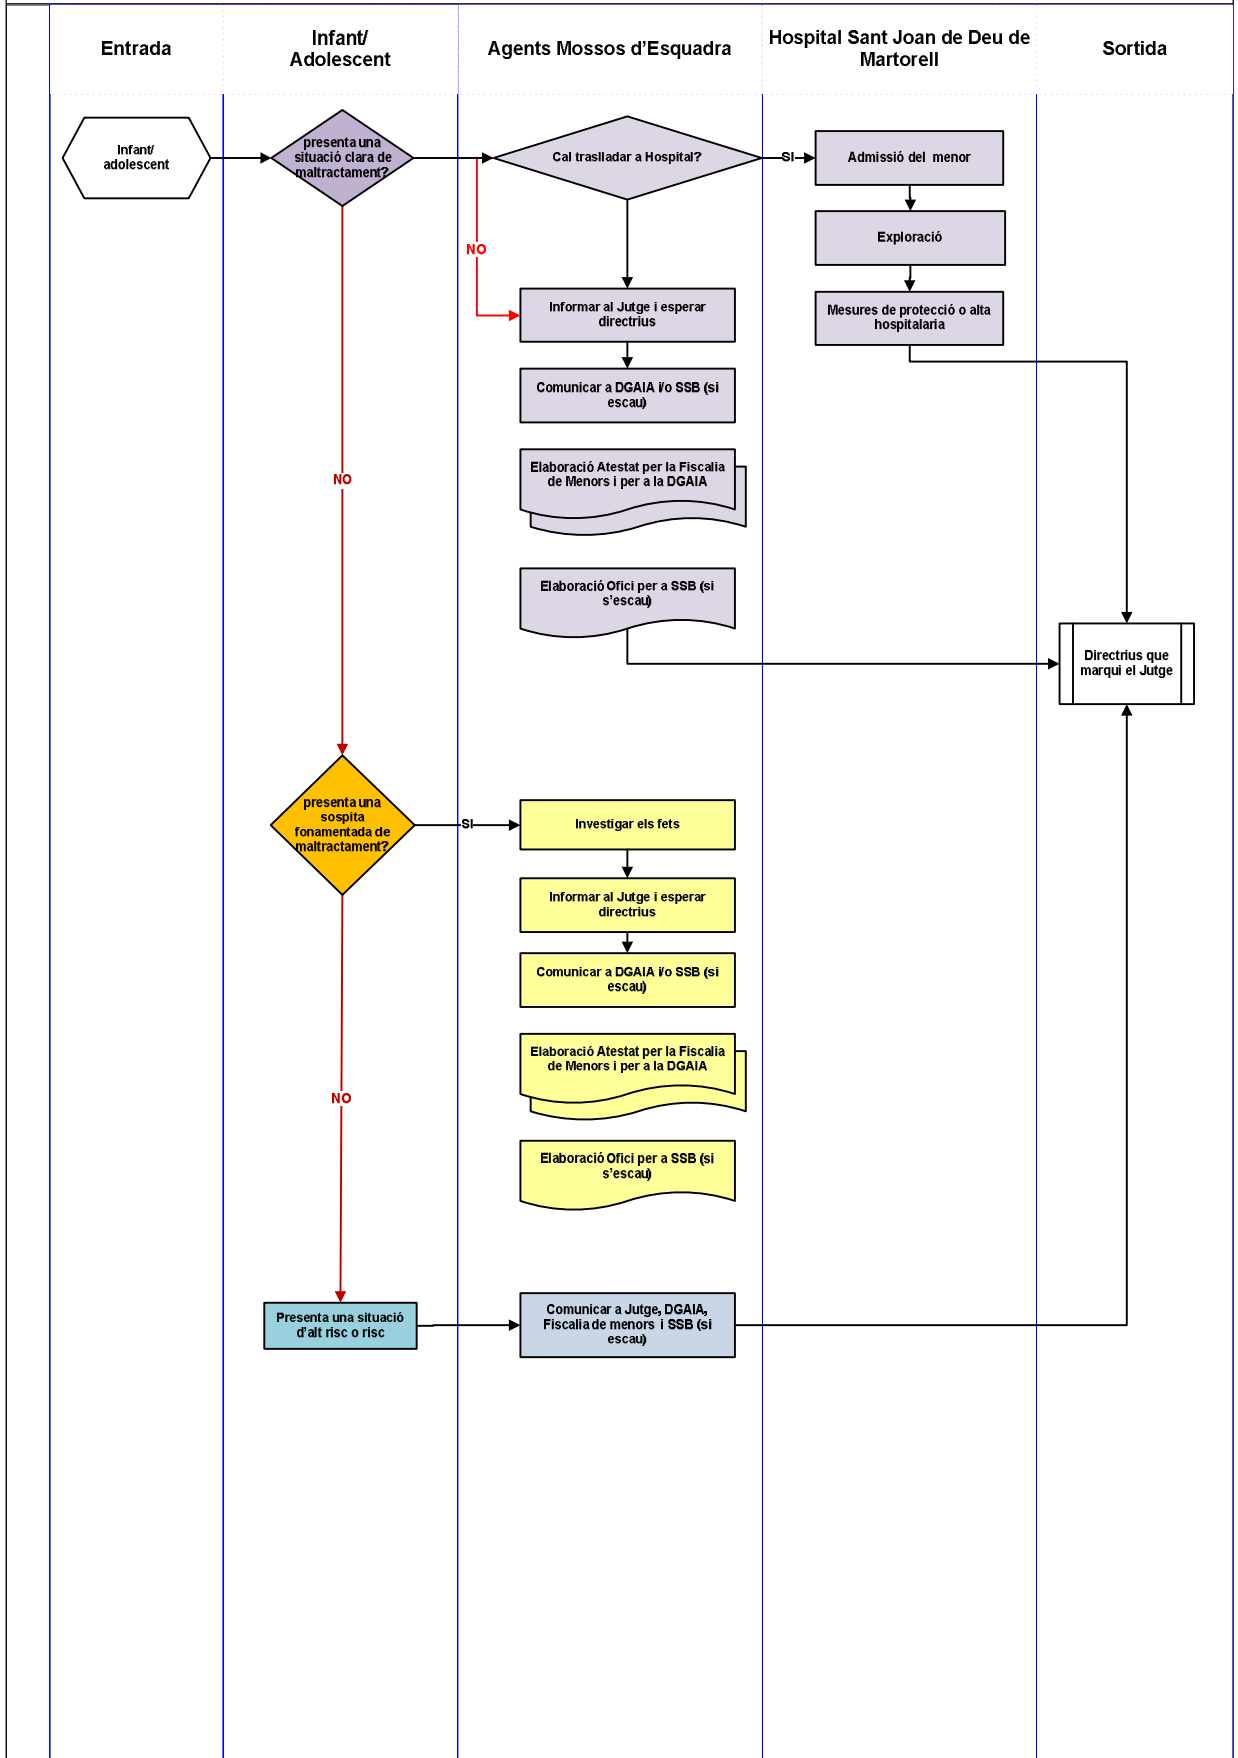 Entrada
Infant/
Adolescent
Agents Mossos d'Esquadra
Hospital Sant Joan de Deu de
Martorell
Sortida
Infant/
adolescent
presenta una
situació clara de
maltractament?
Cal traslladar a Hospital?
SI
Admissió del menor
Exploració
NO
Informar al Jutge i esperar
directrius
Mesures de protecció o alta
hospitalaria
Comunicar a DGAIA i/o SSB (si
escau)
NO
Elaboració Atestat per la Fiscalia
de Menors i per a la DGAIA
Elaboració Ofici per a SSB (si
s'escau)
Directrius que
marqui el Jutge
presenta una
sospita
fonamentada de
maltractament?
SI
Investigar els fets
Informar al Jutge i esperar
directrius
Comunicar a DGAIA i/o SSB (si
escau)
Elaboració Atestat per la Fiscalia
de Menors i per a la DGAIA
NO
Elaboració Ofici per a SSB (si
s'escau)
Presenta una situació
d'alt risc o risc
Comunicar a Jutge, DGAIA,
Fiscalia de menors i SSB (si
escau)